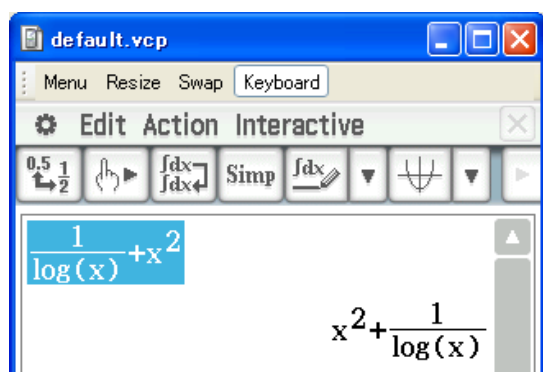 default.vcp
Menu Resize Swap Keyboard
Edit Action Interactive
0.5 1/2 ∫dx ∫dx Simp ∫dx
1/log(x)+x^2
x^2+1/log(x)